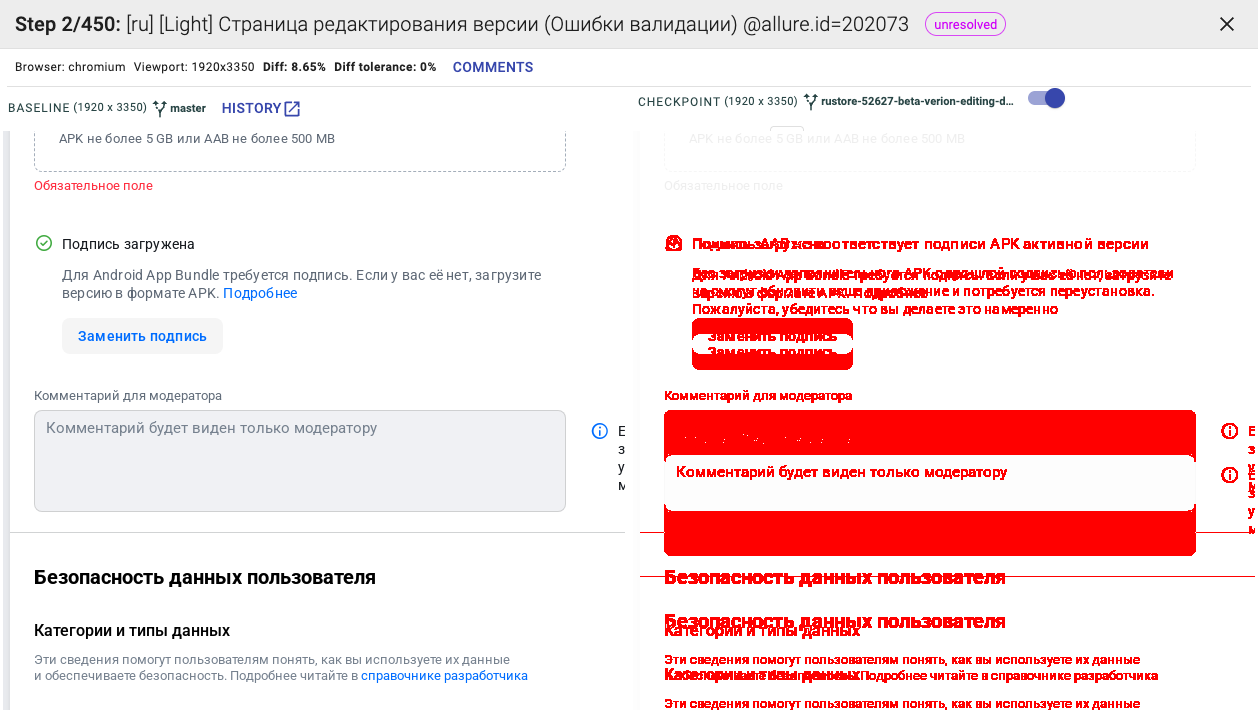 Step 2/450: [ru] [Light] Страница редактирования версии (Ошибки валидации) @allure.id=202073 unresolved
Browser: chromium Viewport: 1920x3350 Diff: 8.65% Diff tolerance: 0% COMMENTS
BASELINE (1920 x 3350) master HISTORY
APK не более 5 GB или AAB не более 500 MB
Обязательное поле
Подпись загружена
Для Android App Bundle требуется подпись. Если у вас её нет, загрузите
версию в формате APK. Подробнее
Заменить подпись
Комментарий для модератора
Комментарий будет виден только модератору
Е
з
у
м
Безопасность данных пользователя
Категории и типы данных
Эти сведения помогут пользователям понять, как вы используете их данные
и обеспечиваете безопасность. Подробнее читайте в справочнике разработчика
CHECKPOINT (1920 x 3350) rustore-52627-beta-verion-editing-d...
APK не более 5 GB или AAB не более 500 MB
Обязательное поле
соответствует подписи APK активной версии
приложение и потребуется переустановка.
Пожалуйста, убедитесь что вы делаете это намеренно
Заменить подпись
Заменить подпись
Комментарий для модератора
Комментарий будет виден только модератору
Безопасность данных пользователя
Безопасность данных пользователя
Категории и типы данных
Эти сведения помогут пользователям понять, как вы используете их данные
Категории и типы данных Подробнее читайте в справочнике разработчика
Эти сведения помогут пользователям понять, как вы используете их данные